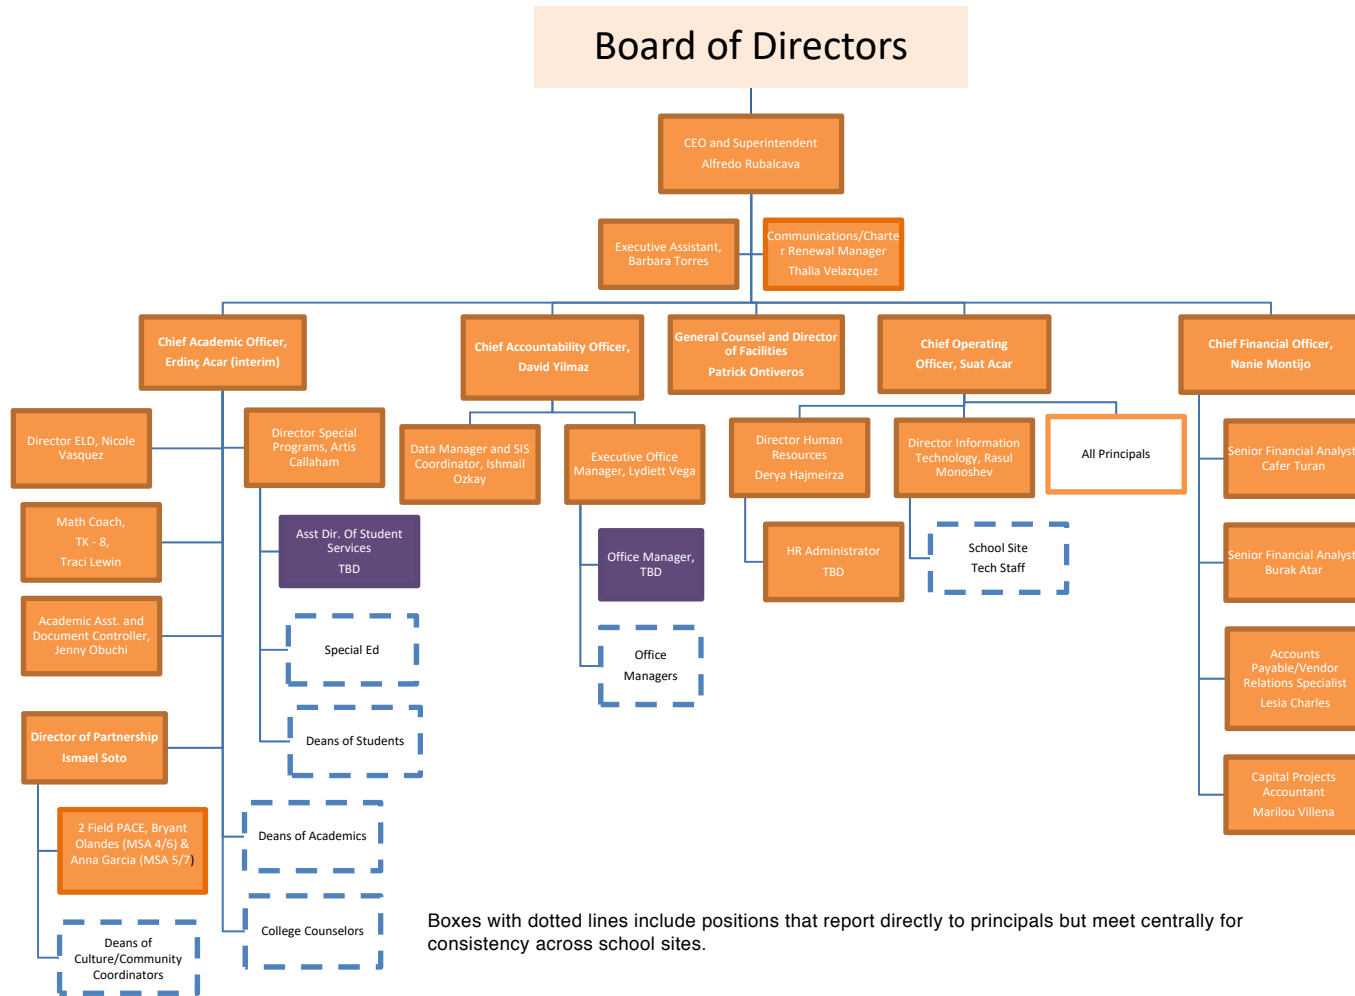 Board of Directors
CEO and Superintendent
Alfredo Rubalcava
Executive Assistant,
Barbara Torres
Communications/Charte
r Renewal Manager
Thalia Velazquez
Chief Academic Officer,
Erdinç Acar (interim)
Chief Accountability Officer,
David Yilmaz
General Counsel and Director
of Facilities
Patrick Ontiveros
Chief Operating
Officer, Suat Acar
Chief Financial Officer,
Nanie Montijo
Director ELD, Nicole
Vasquez
Director Special
Programs, Artis
Callaham
Data Manager and SIS
Coordinator, Ishmail
Ozkay
Executive Office
Manager, Lydiett Vega
Director Human
Resources
Derya Hajmeirza
Director Information
Technology, Rasul
Monoshev
All Principals
Senior Financial Analyst
Cafer Turan
Math Coach,
TK - 8,
Traci Lewin
Asst Dir. Of Student
Services
TBD
Office Manager,
TBD
HR Administrator
TBD
School Site
Tech Staff
Senior Financial Analyst
Burak Atar
Academic Asst. and
Document Controller,
Jenny Obuchi
Special Ed
Office
Managers
Accounts
Payable/Vendor
Relations Specialist
Lesia Charles
Director of Partnership
Ismael Soto
Deans of Students
Capital Projects
Accountant
Marilou Villena
2 Field PACE, Bryant
Olandes (MSA 4/6) &
Anna Garcia (MSA 5/7)
Deans of Academics
College Counselors
Deans of
Culture/Community
Coordinators
Boxes with dotted lines include positions that report directly to principals but meet centrally for
consistency across school sites.